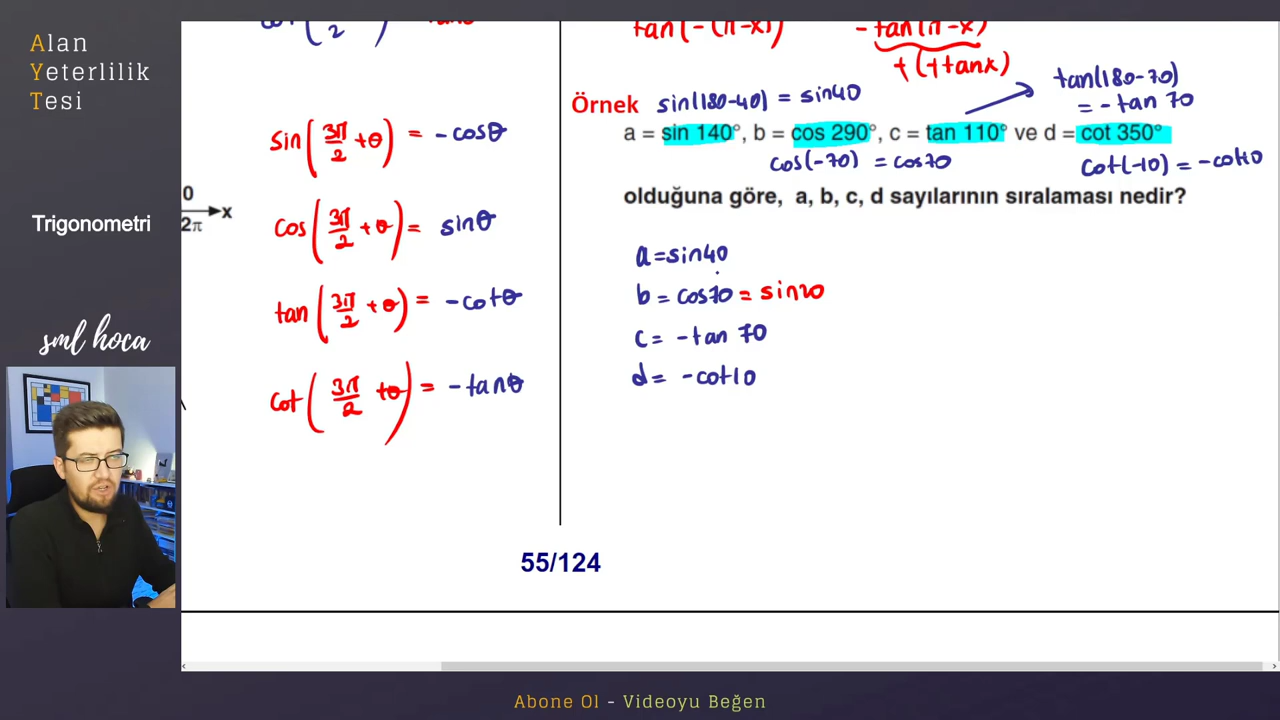 Alan
Yeterlilik
Tesi
Trigonometri
sml hoca
0
x
2π
2
sin(3π/2 + θ) = -cosθ
cos(3π/2 + θ) = sinθ
tan(3π/2 + θ) = -cotθ
cot(3π/2 + θ) = -tanθ
tan(-(π-x)) -tan(π-x)
+(+tanx)
tan(180-70)
= -tan 70
Örnek sin(180-40) = sin40
a = sin 140°, b = cos 290°, c = tan 110° ve d = cot 350°
cos(-70) = cos70 cot(-10) = -cot10
olduğuna göre, a, b, c, d sayılarının sıralaması nedir?
a = sin40
b = cos70 = sin20
c = -tan 70
d = -cot10
55/124
Abone Ol - Videoyu Beğen